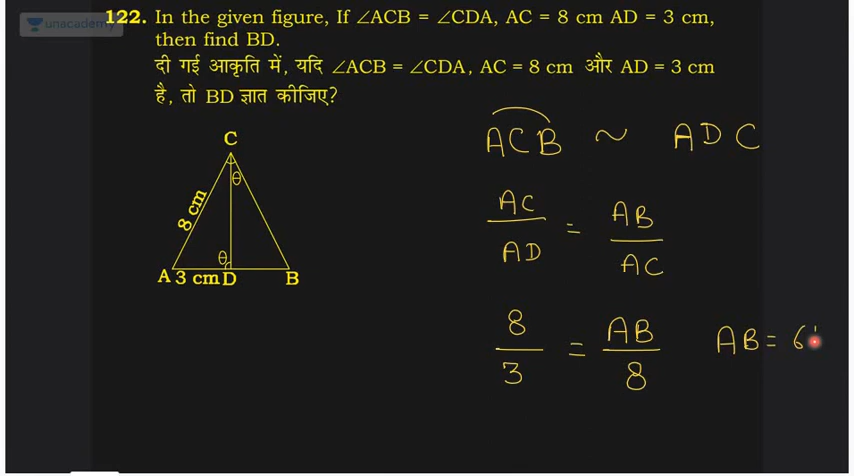 unacademy
122. In the given figure, If ∠ACB = ∠CDA, AC = 8 cm AD = 3 cm,
then find BD.
दी गई आकृति में, यदि ∠ACB = ∠CDA, AC = 8 cm और AD = 3 cm
है, तो BD ज्ञात कीजिए?
ACB ~ ADC
C
θ
8 cm
θ
A 3 cm D B
AC/AD = AB/AC
8/3 = AB/8 AB = 6